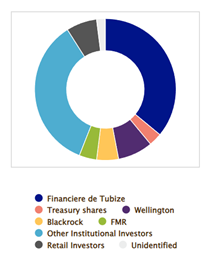 Financiere de Tubize
Treasury shares Wellington
Blackrock FMR
Other Institutional Investors
Retail Investors Unidentified